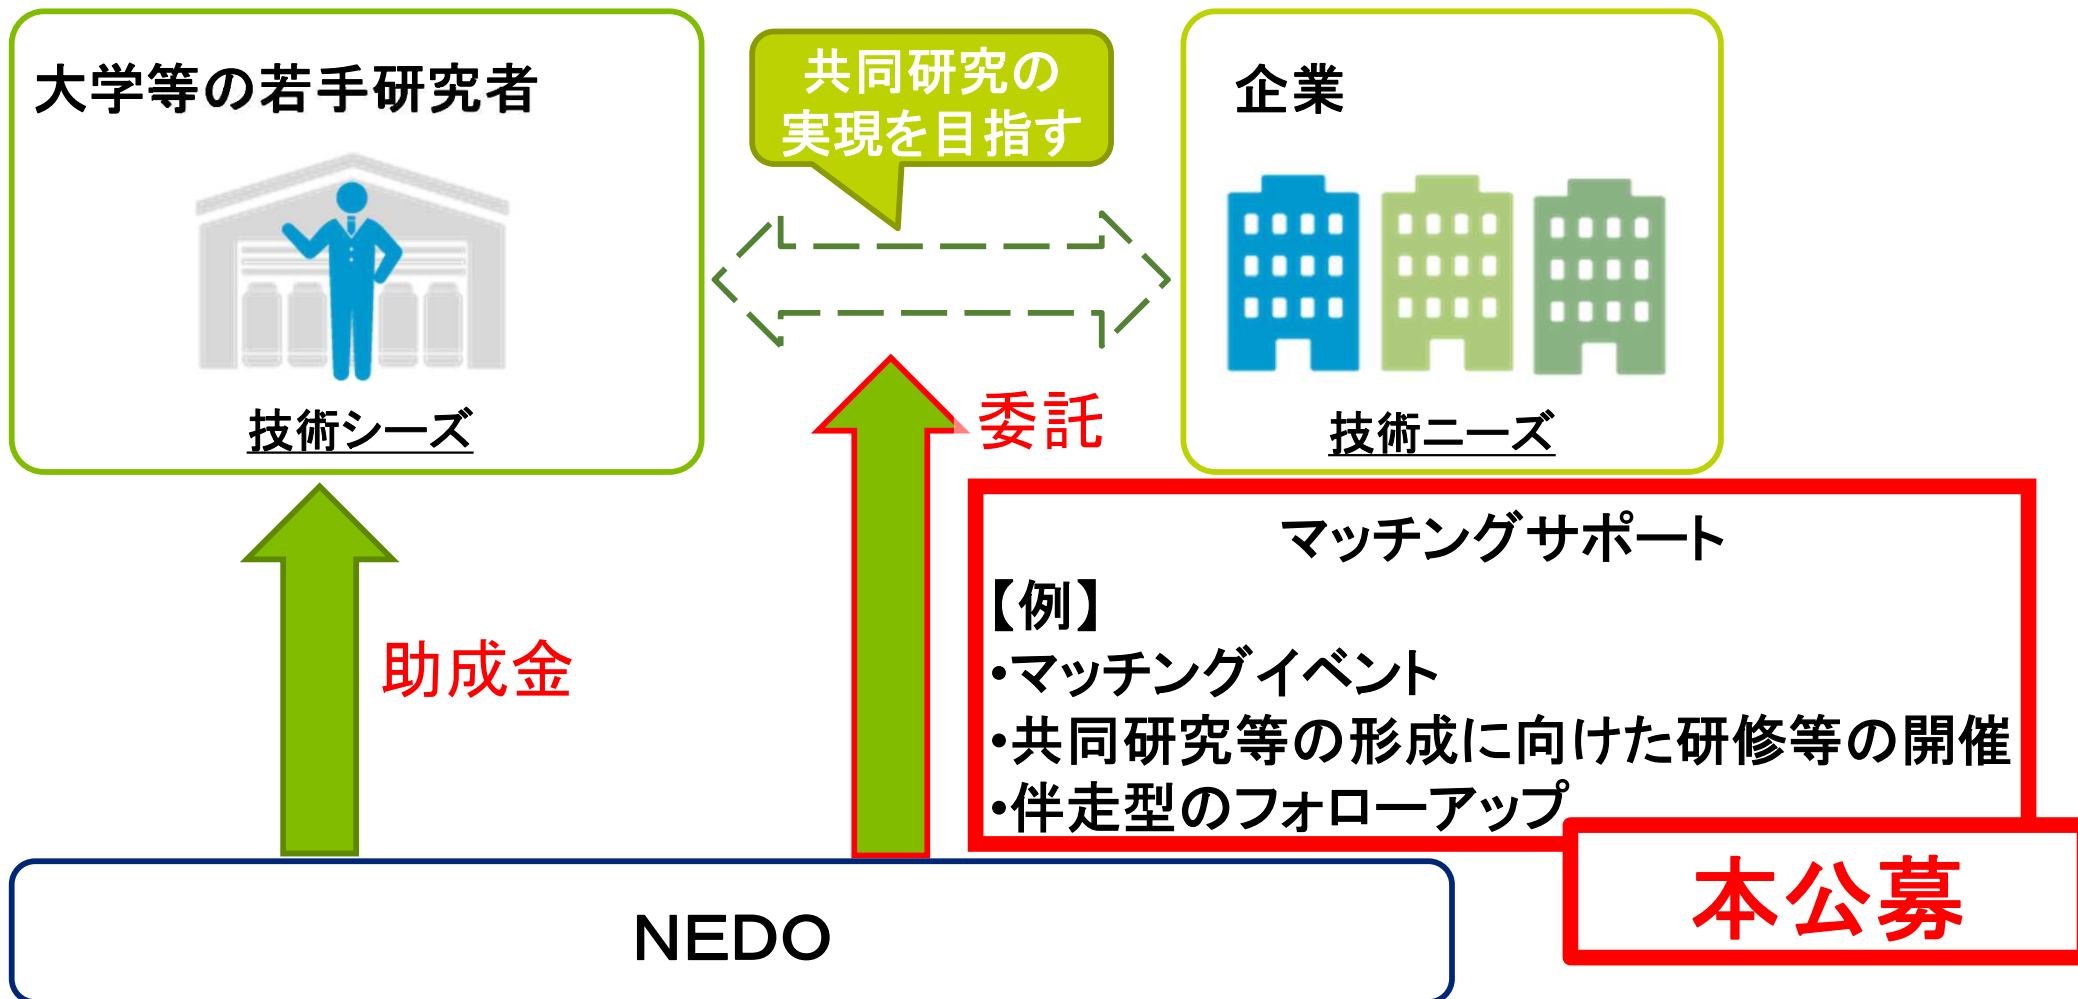 大学等の若手研究者
共同研究の
実現を目指す
企業
技術シーズ
委託
技術ニーズ
マッチングサポート
【例】
・マッチングイベント
・共同研究等の形成に向けた研修等の開催
・伴走型のフォローアップ
助成金
本公募
NEDO